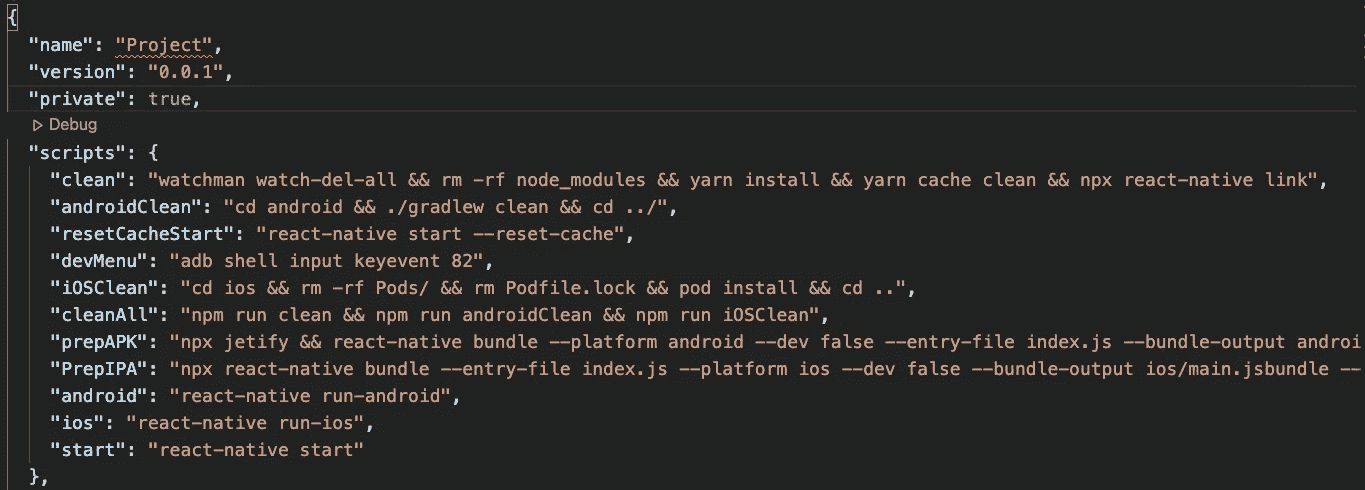 {
"name": "Project",
"version": "0.0.1",
"private": true,
Debug
"scripts": {
"clean": "watchman watch-del-all && rm -rf node_modules && yarn install && yarn cache clean && npx react-native link",
"androidClean": "cd android && ./gradlew clean && cd ../",
"resetCacheStart": "react-native start --reset-cache",
"devMenu": "adb shell input keyevent 82",
"iOSClean": "cd ios && rm -rf Pods/ && rm Podfile.lock && pod install && cd ..",
"cleanAll": "npm run clean && npm run androidClean && npm run iOSClean",
"prepAPK": "npx jetify && react-native bundle --platform android --dev false --entry-file index.js --bundle-output androi
"PrepIPA": "npx react-native bundle --entry-file index.js --platform ios --dev false --bundle-output ios/main.jsbundle --
"android": "react-native run-android",
"ios": "react-native run-ios",
"start": "react-native start"
},